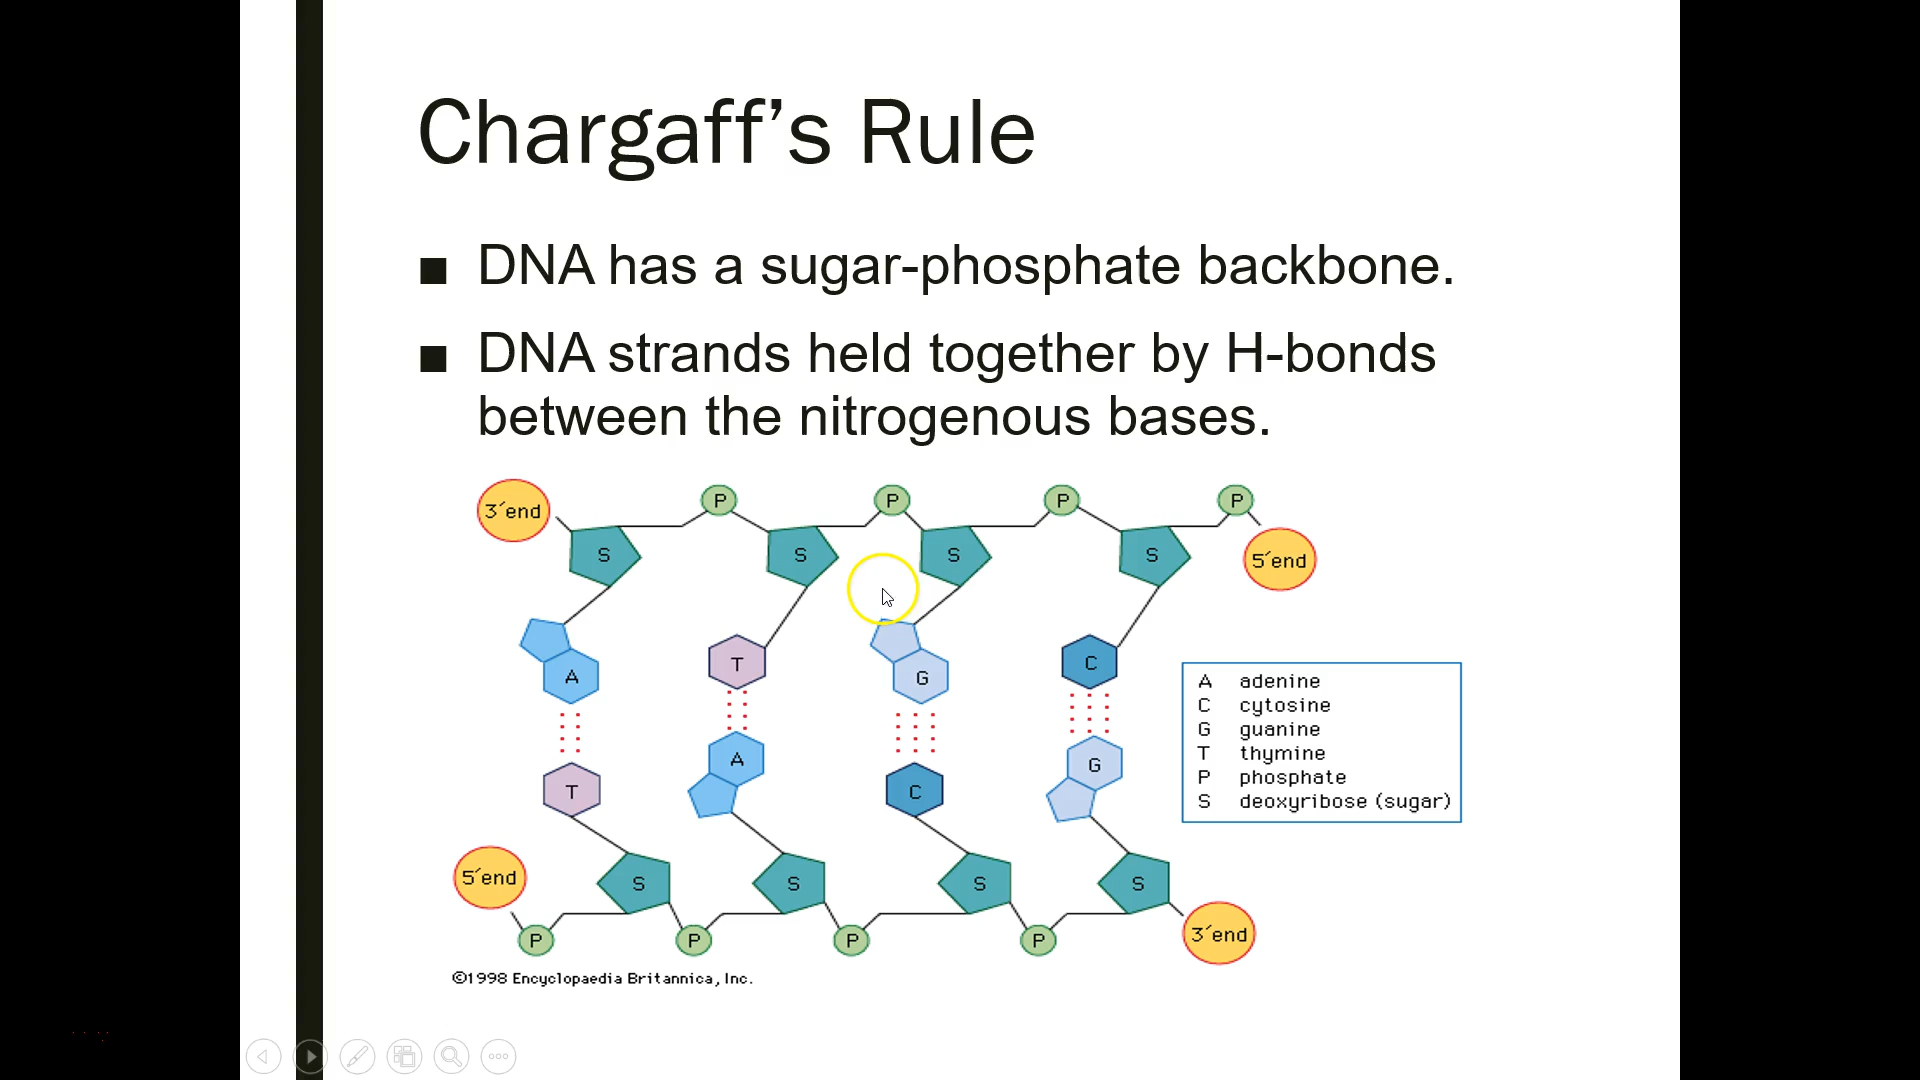 Chargaff’s Rule
■ DNA has a sugar-phosphate backbone.
■ DNA strands held together by H-bonds
between the nitrogenous bases.
3´end P P P P
S S S S 5´end
A T G C
T A C G
A adenine
C cytosine
G guanine
T thymine
P phosphate
S deoxyribose (sugar)
5´end S S S S
P P P P 3´end
©1998 Encyclopaedia Britannica, Inc.